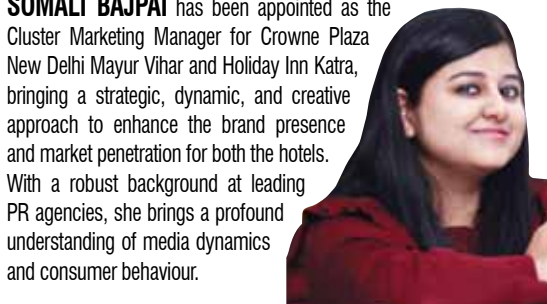 SOMALI BAJPAI has been appointed as the
Cluster Marketing Manager for Crowne Plaza
New Delhi Mayur Vihar and Holiday Inn Katra,
bringing a strategic, dynamic, and creative
approach to enhance the brand presence
and market penetration for both the hotels.
With a robust background at leading
PR agencies, she brings a profound
understanding of media dynamics
and consumer behaviour.